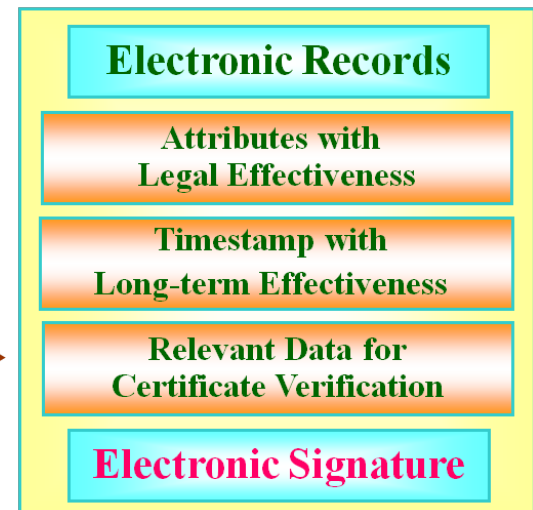 Electronic Records
Attributes with
Legal Effectiveness
Timestamp with
Long-term Effectiveness
Relevant Data for
Certificate Verification
Electronic Signature